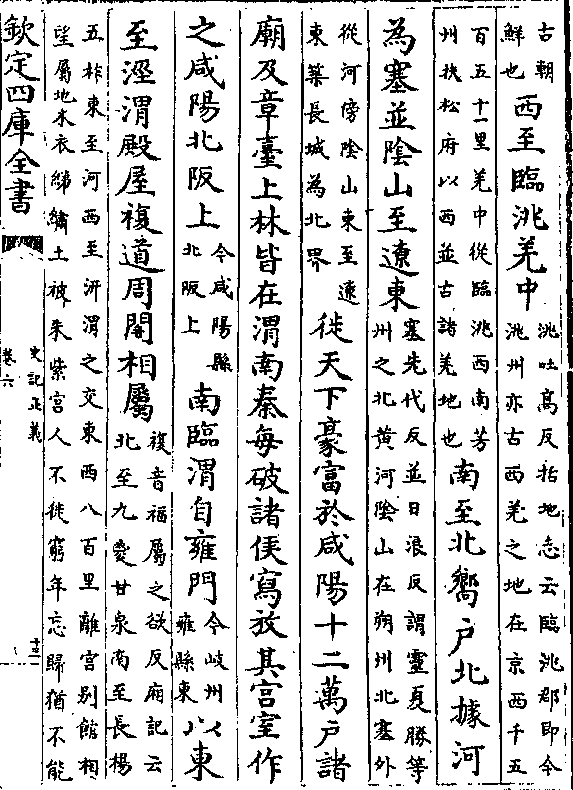 古朝
鮮也
西至臨洮羌中
洮吐髙反括地志云臨洮郡即今
洮州亦古西羌之地在京西千五
百五十一里羌中從臨洮西南芳
州扶松府以西並古諸羌地也
南至北嚮户北據河
為塞並陰山至遼東
塞先代反並日浪反謂靈夏勝等
州之北黄河陰山在朔州北塞外
從河傍陰山東至遼
東築長城為北界
徙天下豪富於咸陽十二萬户諸
廟及章臺上林皆在渭南秦每破諸侯寫放其宫室作
之咸陽北阪上
今咸陽縣
北阪上
南臨渭自雍門
今岐州
雍縣東
以東
至涇渭殿屋複道周閣相屬
複音福屬之欲反廟記云
北至九嵕甘泉南至長楊
五柞東至河西至汧渭之交東西八百里離宫别館相
望屬地木衣綈繡土被朱紫宫人不徙窮年忘歸猶不能
欽定四庫全書
史記正義
卷六